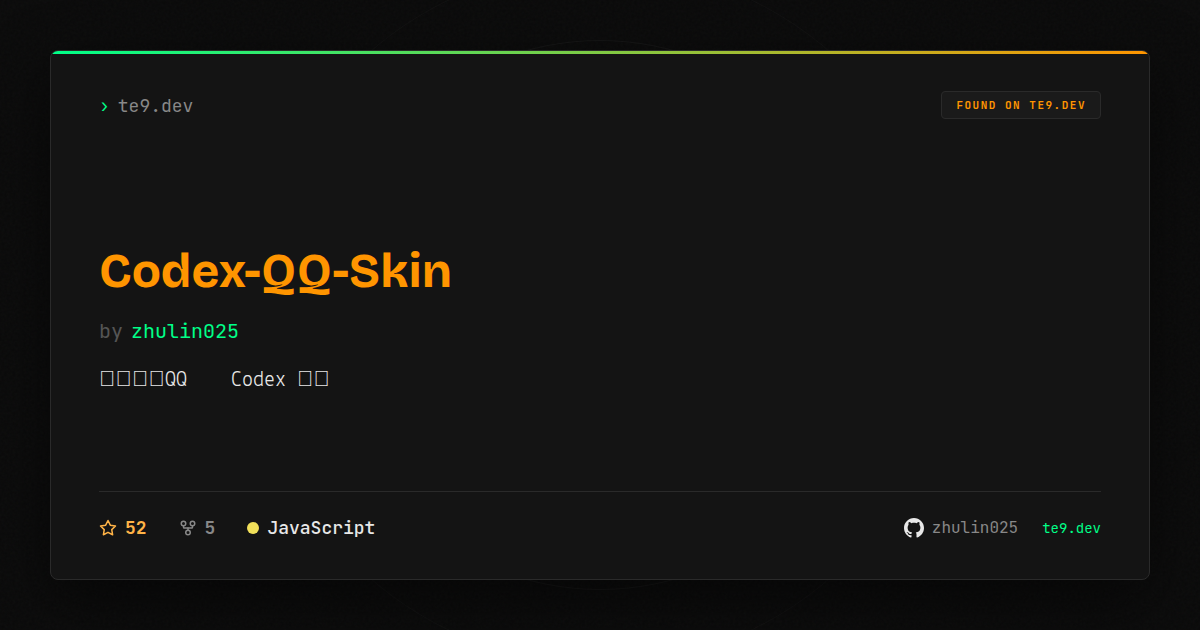 › te9.dev
FOUND ON TE9.DEV
Codex-QQ-Skin
by zhulin025
QQ Codex
52 5 JavaScript
zhulin025 te9.dev